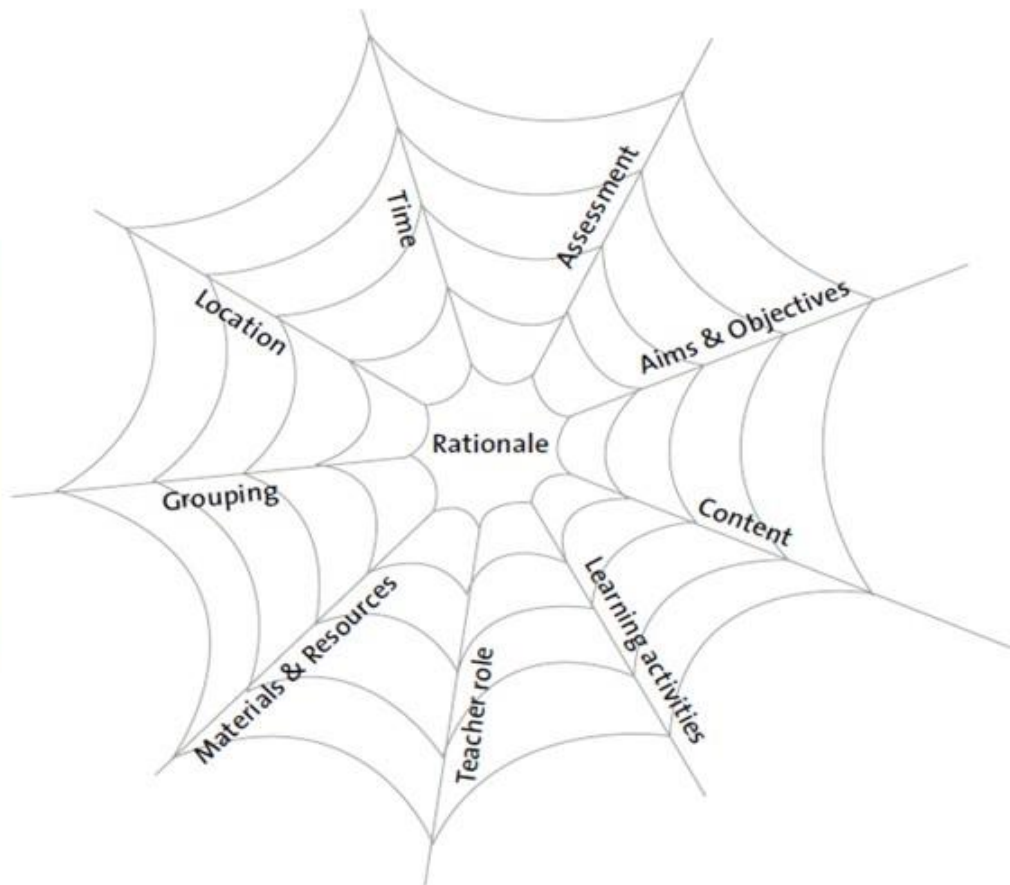 Time
Assessment
Location
Aims & Objectives
Rationale
Grouping
Content
Learning activities
Materials & Resources
Teacher role